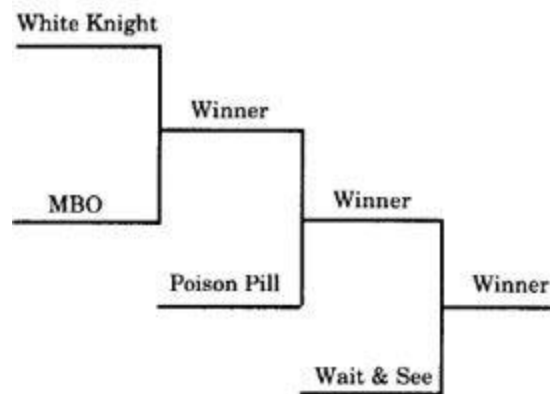 White Knight
Winner
MBO
Winner
Poison Pill
Winner
Wait & See